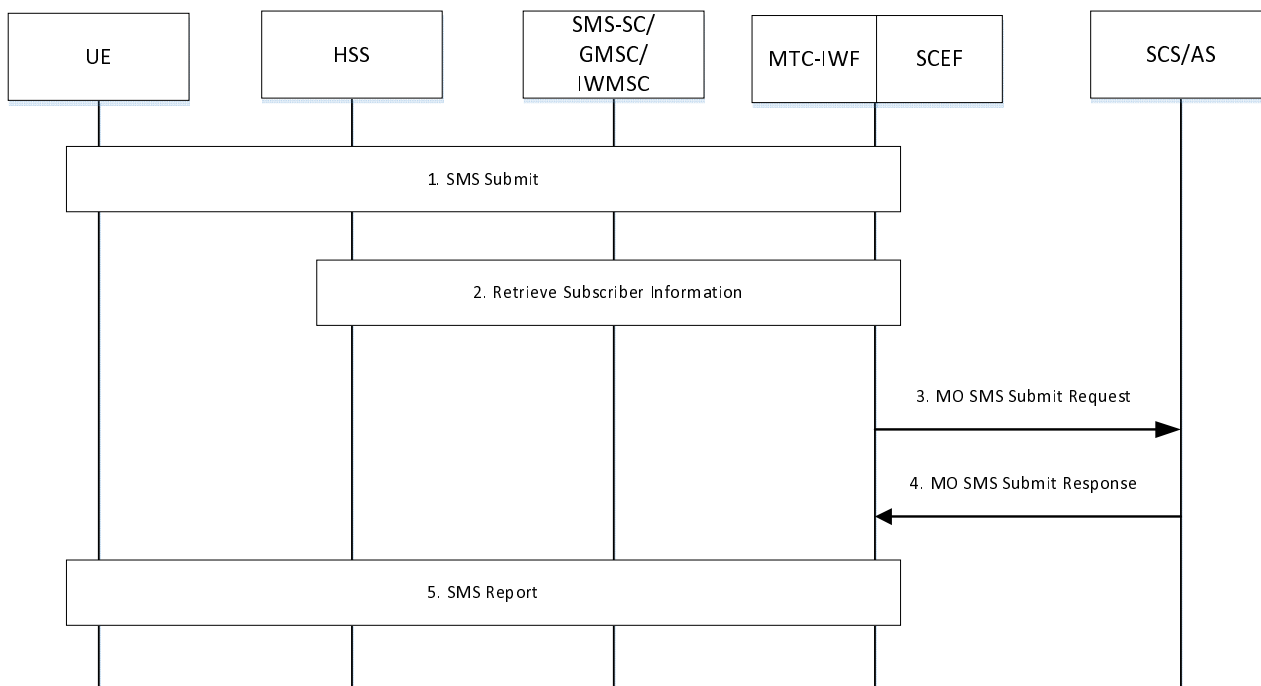 UE
HSS
SMS-SC/
GMSC/
IWMSC
MTC-IWF
SCEF
SCS/AS
1. SMS Submit
2. Retrieve Subscriber Information
3. MO SMS Submit Request
4. MO SMS Submit Response
5. SMS Report